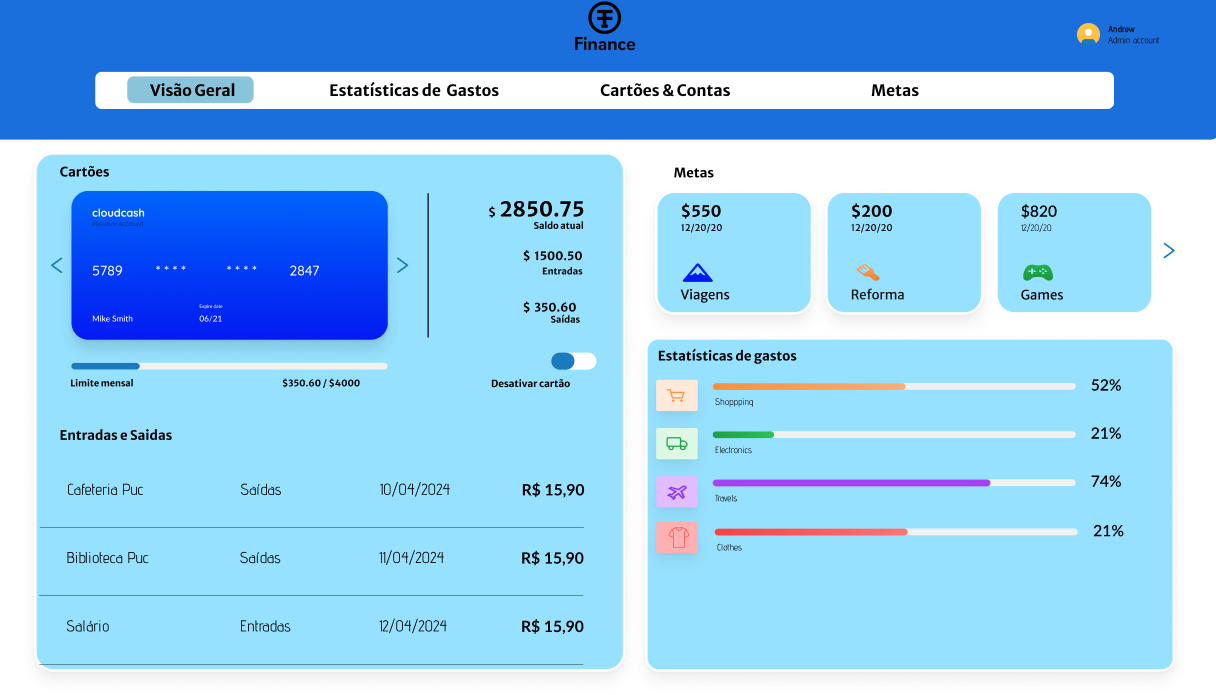 Finance
Andrew
Admin account
Visão Geral
Estatísticas de Gastos
Cartões & Contas
Metas
Cartões
cloudcash
PREMIUM ACCOUNT
5789 **** **** 2847
Expire date
Mike Smith 06/21
$ 2850.75
Saldo atual
$ 1500.50
Entradas
$ 350.60
Saídas
Limite mensal
$350.60 / $4000
Desativar cartão
Entradas e Saidas
Cafeteria Puc Saídas 10/04/2024 R$ 15,90
Biblioteca Puc Saídas 11/04/2024 R$ 15,90
Salário Entradas 12/04/2024 R$ 15,90
Metas
$550
12/20/20
Viagens
$200
12/20/20
Reforma
$820
12/20/20
Games
Estatísticas de gastos
52%
Shoppping
21%
Electronics
74%
Travels
21%
Clothes